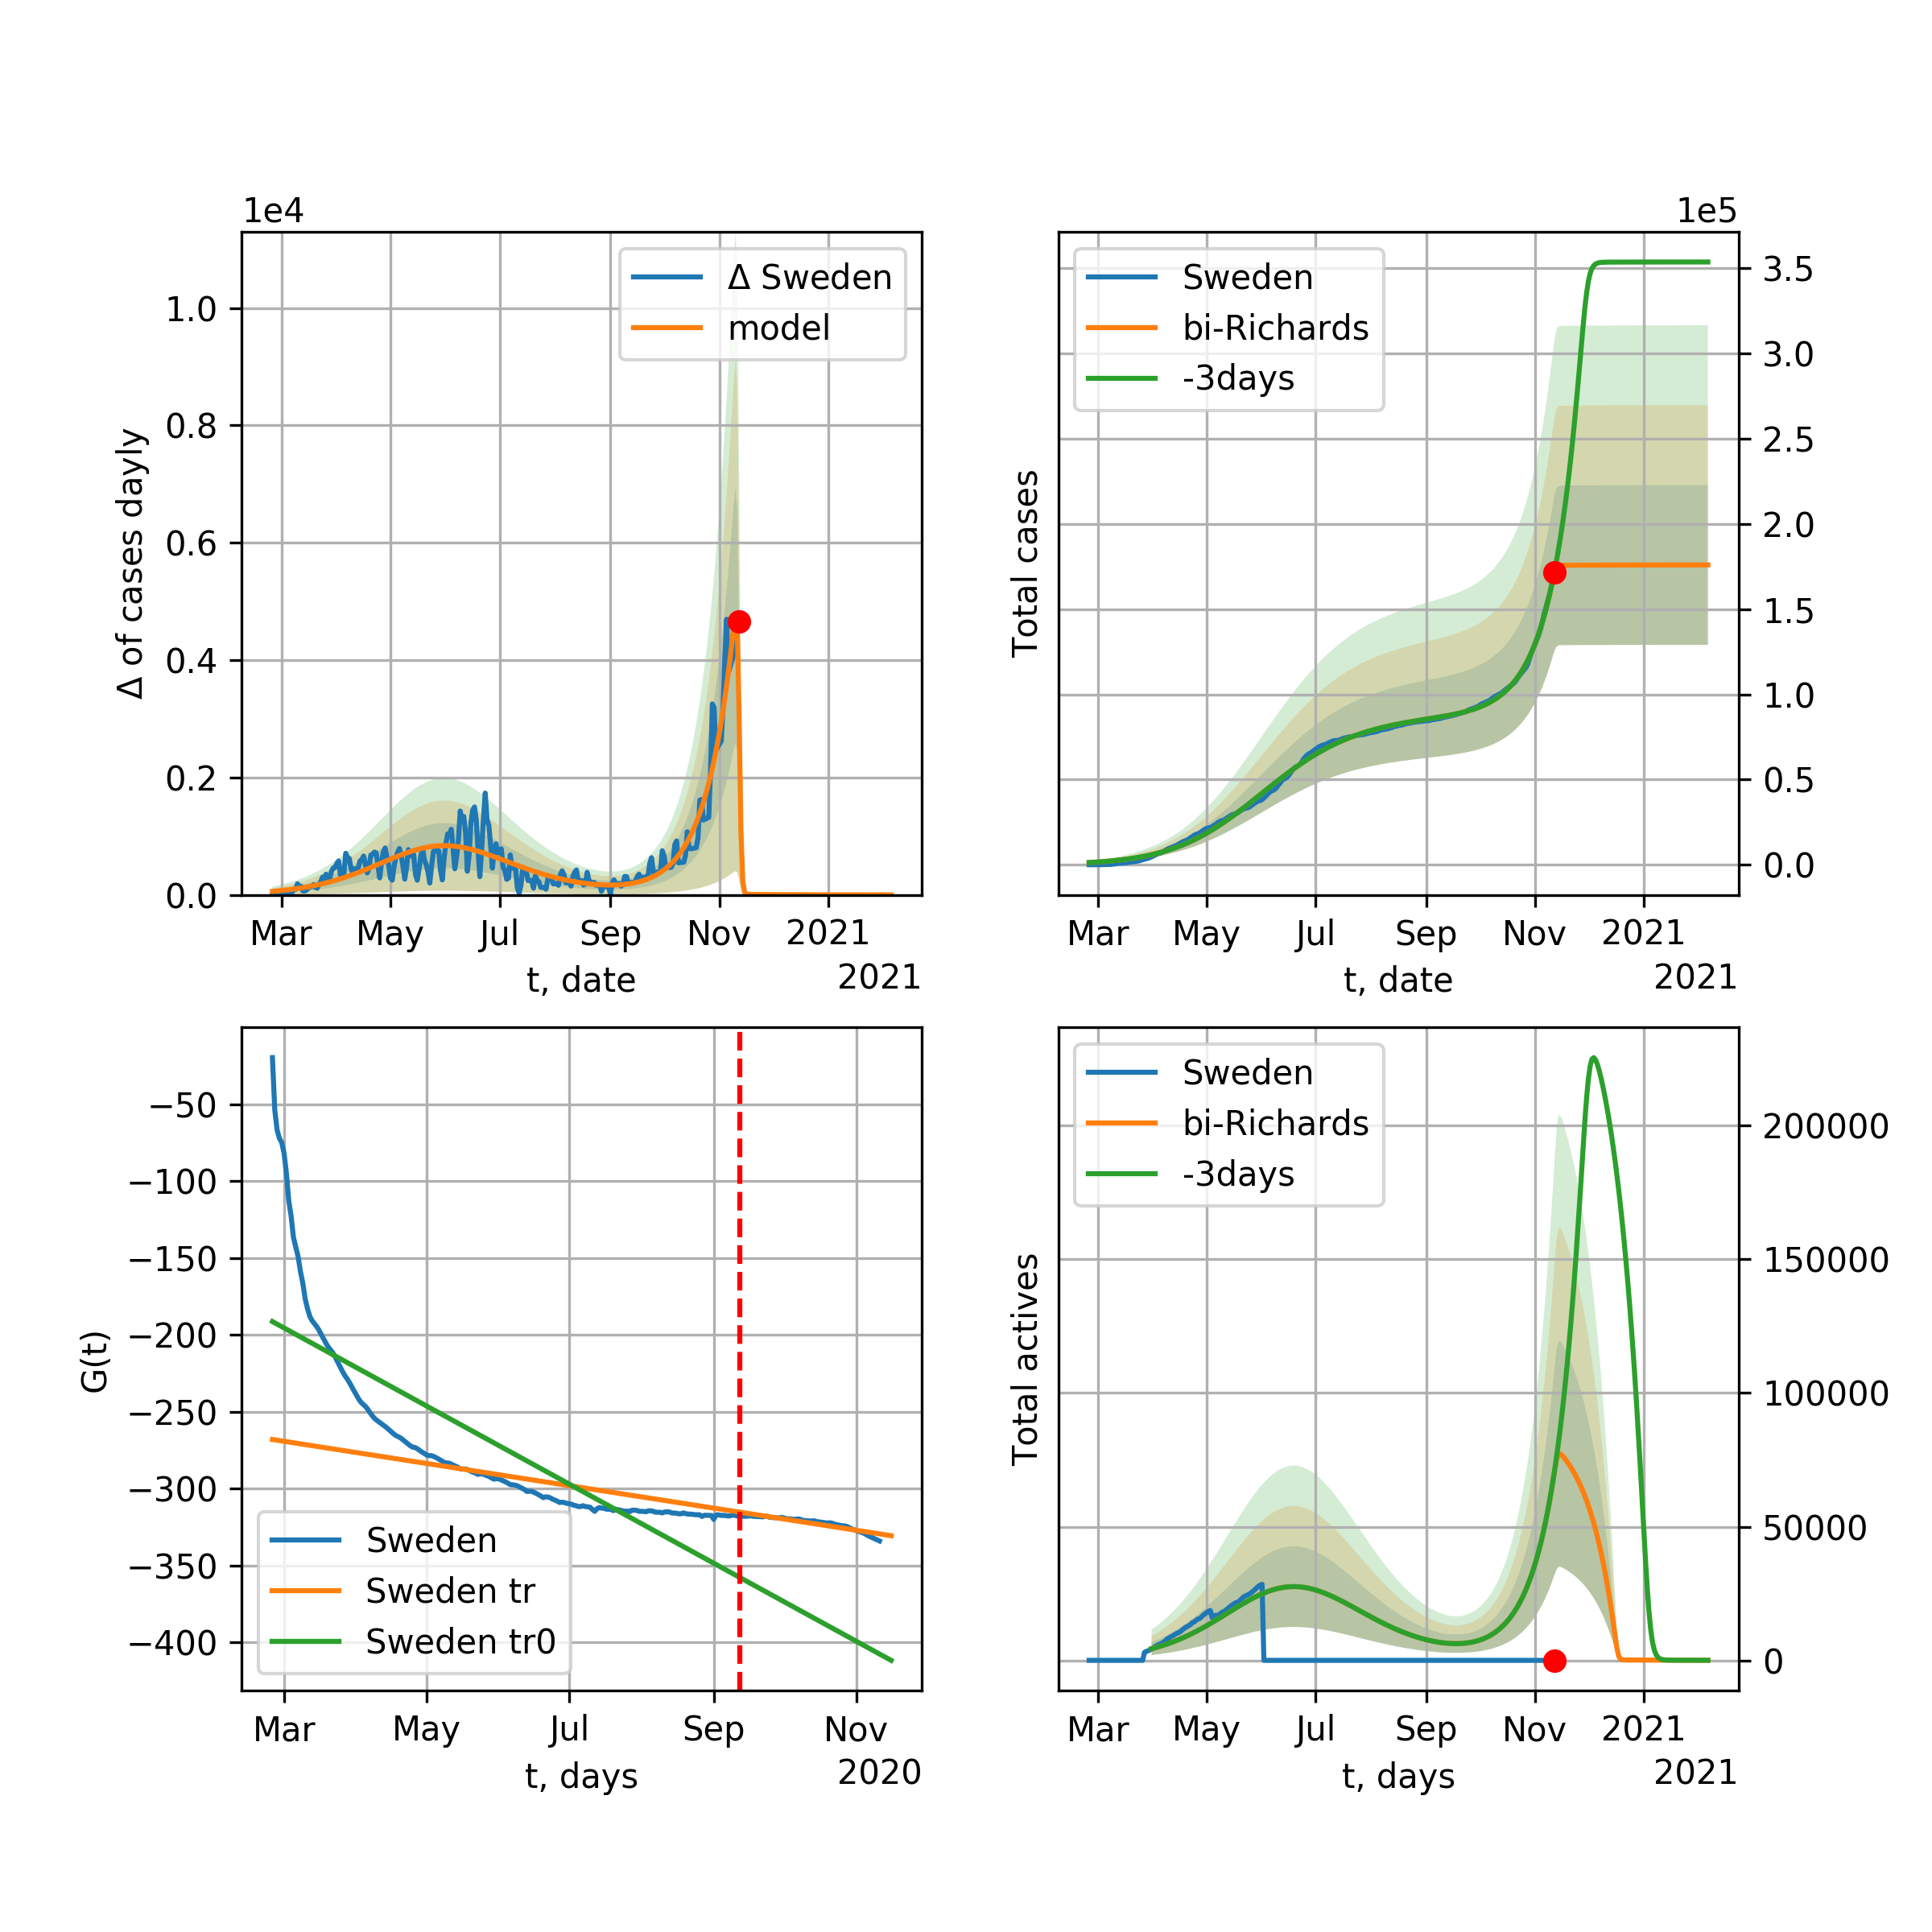 1e4
Δ of cases dayly
1.0
0.8
0.6
0.4
0.2
0.0
Δ Sweden
model
Mar May Jul Sep Nov 2021
t, date
2021
1e5
Total cases
Sweden
bi-Richards
-3days
3.5
3.0
2.5
2.0
1.5
1.0
0.5
0.0
Mar May Jul Sep Nov 2021
t, date
2021
G(t)
−50
−100
−150
−200
−250
−300
−350
−400
Sweden
Sweden tr
Sweden tr0
Mar May Jul Sep Nov
t, days
2020
Total actives
Sweden
bi-Richards
-3days
200000
150000
100000
50000
0
Mar May Jul Sep Nov 2021
t, days
2021